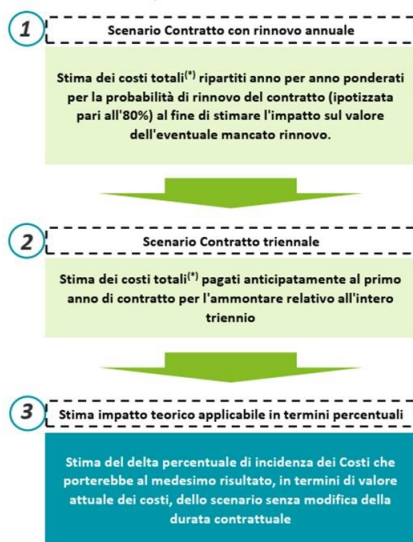 1
Scenario Contratto con rinnovo annuale
Stima dei costi totali(*) ripartiti anno per anno ponderati
per la probabilità di rinnovo del contratto (ipotizzata
pari all'80%) al fine di stimare l'impatto sul valore
dell'eventuale mancato rinnovo.
2
Scenario Contratto triennale
Stima dei costi totali(*) pagati anticipatamente al primo
anno di contratto per l'ammontare relativo all'intero
triennio
3
Stima impatto teorico applicabile in termini percentuali
Stima del delta percentuale di incidenza dei Costi che
porterebbe al medesimo risultato, in termini di valore
attuale dei costi, dello scenario senza modifica della
durata contrattuale